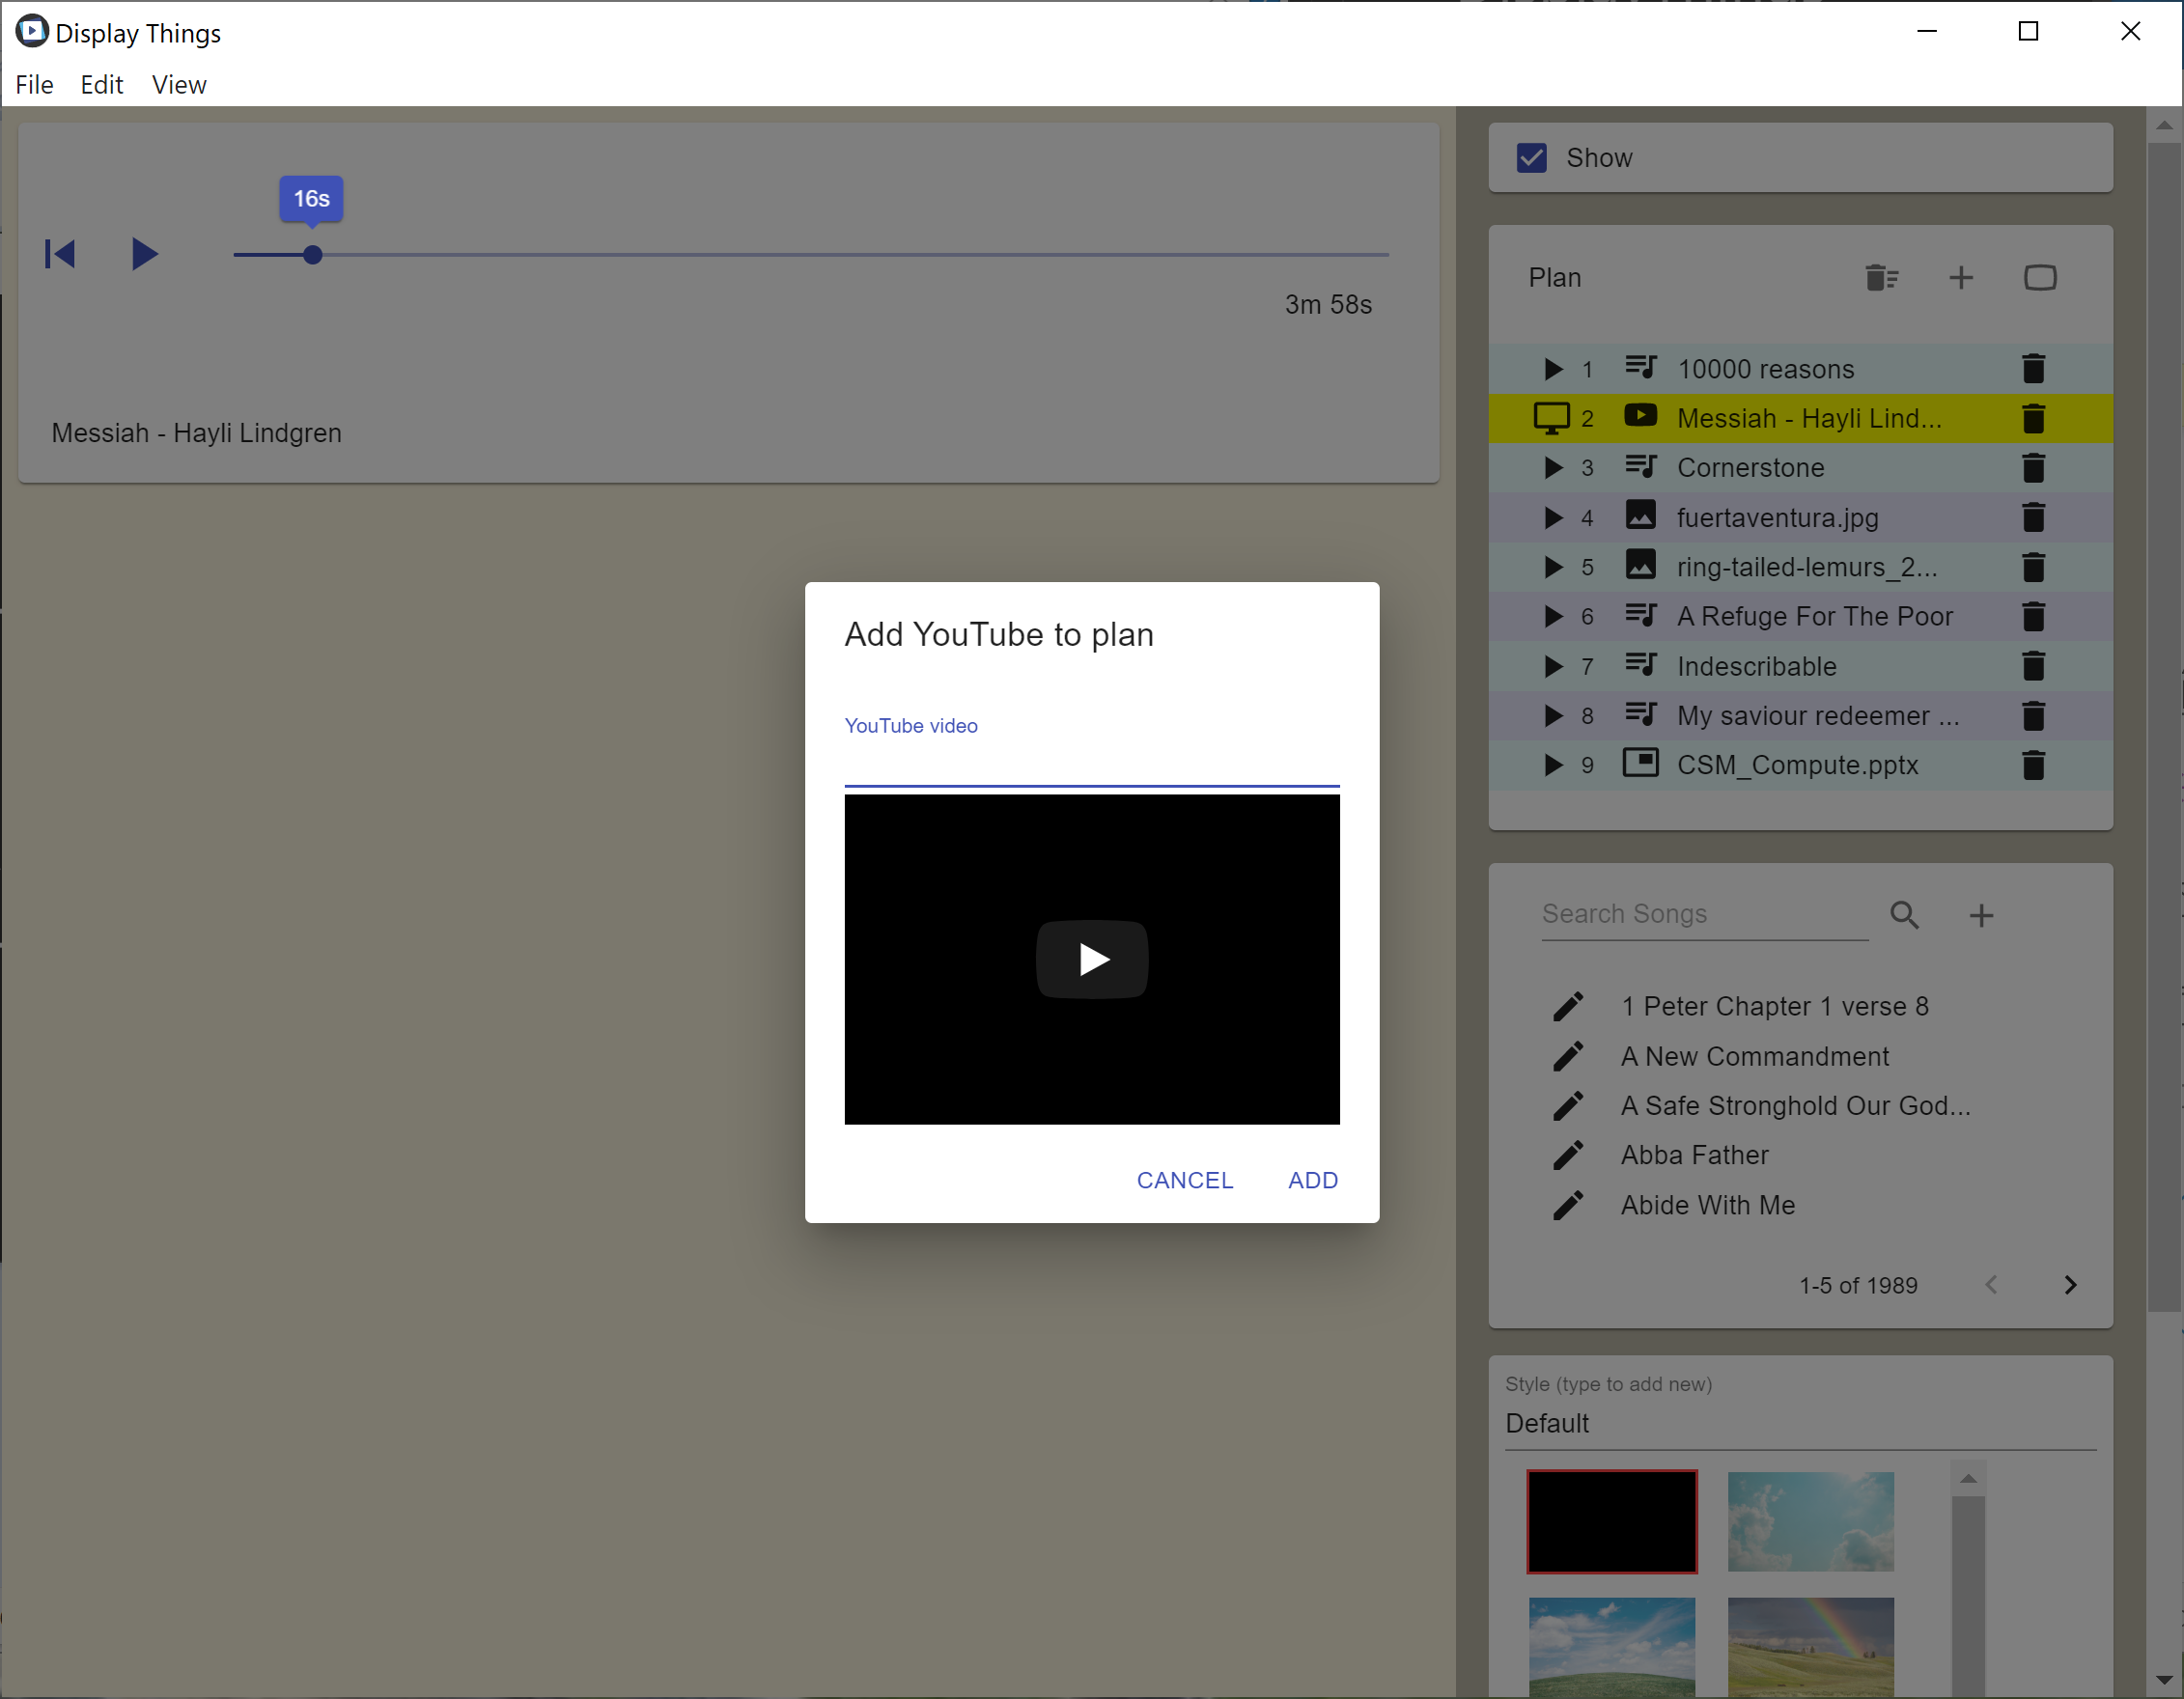 Display Things
File Edit View
16s
3m 58s
Messiah - Hayli Lindgren
Show
Plan
1 10000 reasons
2 Messiah - Hayli Lind...
3 Cornerstone
4 fuertaventura.jpg
5 ring-tailed-lemurs_2...
6 A Refuge For The Poor
7 Indescribable
8 My saviour redeemer ...
9 CSM_Compute.pptx
Add YouTube to plan
YouTube video
CANCEL ADD
Search Songs
1 Peter Chapter 1 verse 8
A New Commandment
A Safe Stronghold Our God...
Abba Father
Abide With Me
1-5 of 1989
Style (type to add new)
Default